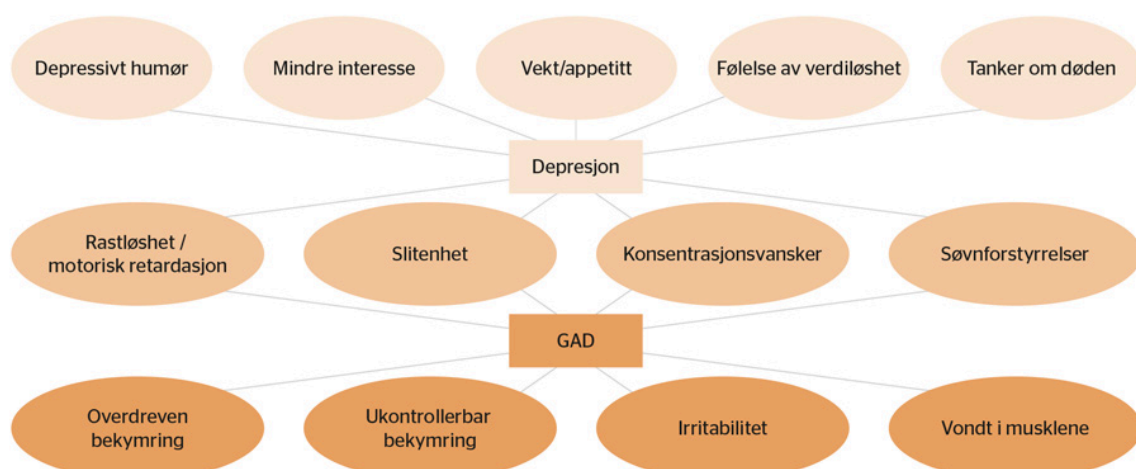 Depressivt humør
Mindre interesse
Vekt/appetitt
Følelse av verdiløshet
Tanker om døden
Depresjon
Rastløshet /
motorisk retardasjon
Slitenhet
Konsentrasjonsvansker
Søvnforstyrrelser
GAD
Overdreven
bekymring
Ukontrollerbar
bekymring
Irritabilitet
Vondt i musklene